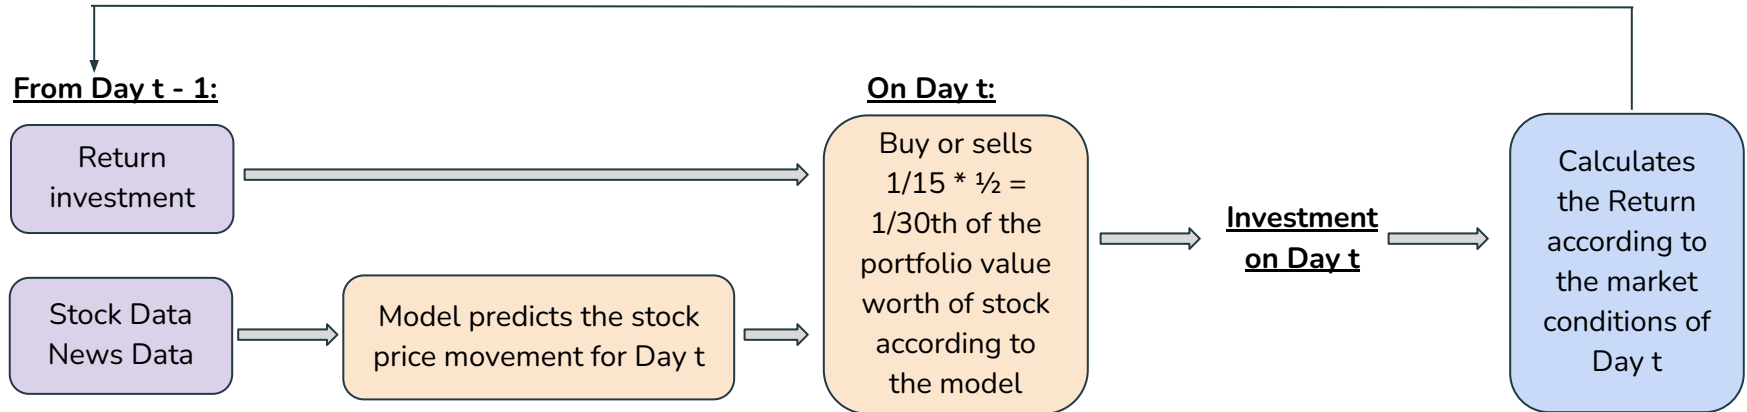 From Day t - 1:
Return
investment
Stock Data
News Data
Model predicts the stock
price movement for Day t
On Day t:
Buy or sells
1/15 * ½ =
1/30th of the
portfolio value
worth of stock
according to
the model
Investment
on Day t
Calculates
the Return
according to
the market
conditions of
Day t